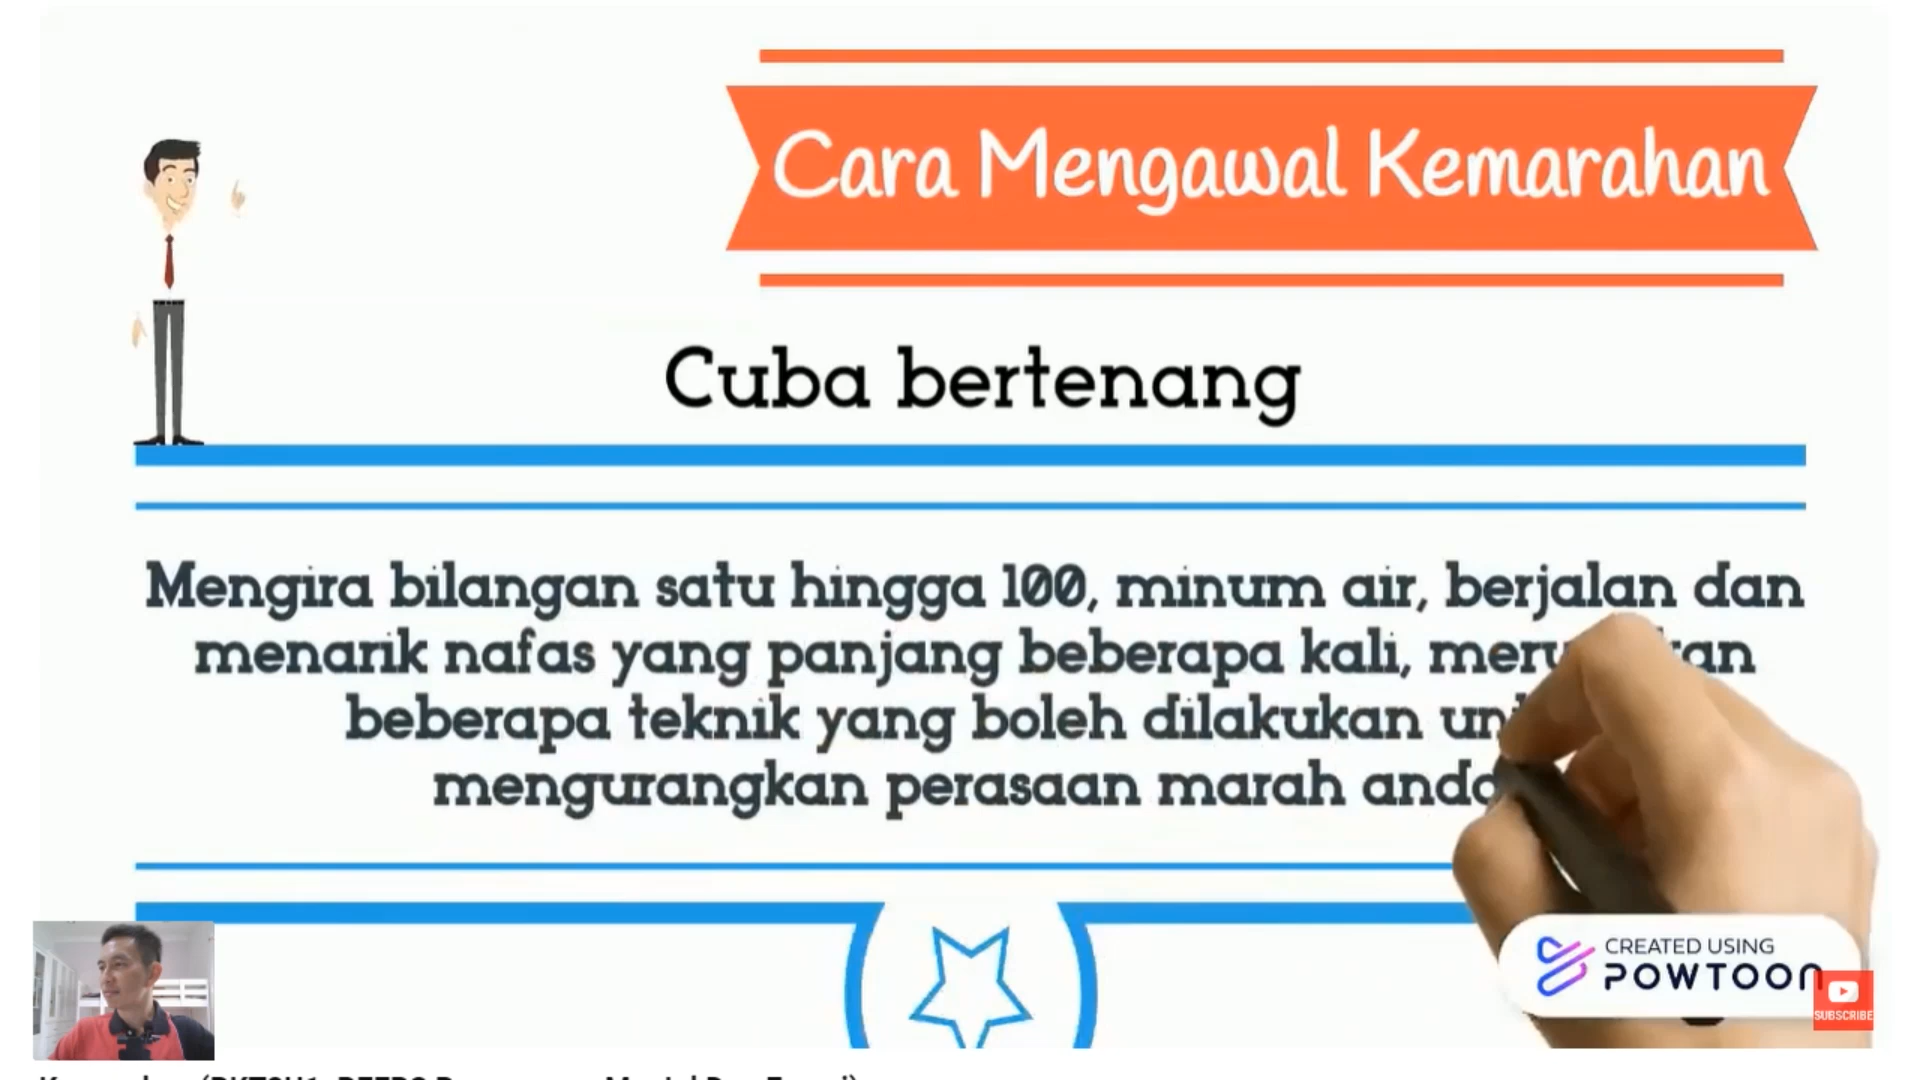 Cara Mengawal Kemarahan
Cuba bertenang
Mengira bilangan satu hingga 100, minum air, berjalan dan
menarik nafas yang panjang beberapa kali,
beberapa teknik yang boleh dilakukan
mengurangkan perasaan marah
CREATED USING
POWTOON
SUBSCRIBE